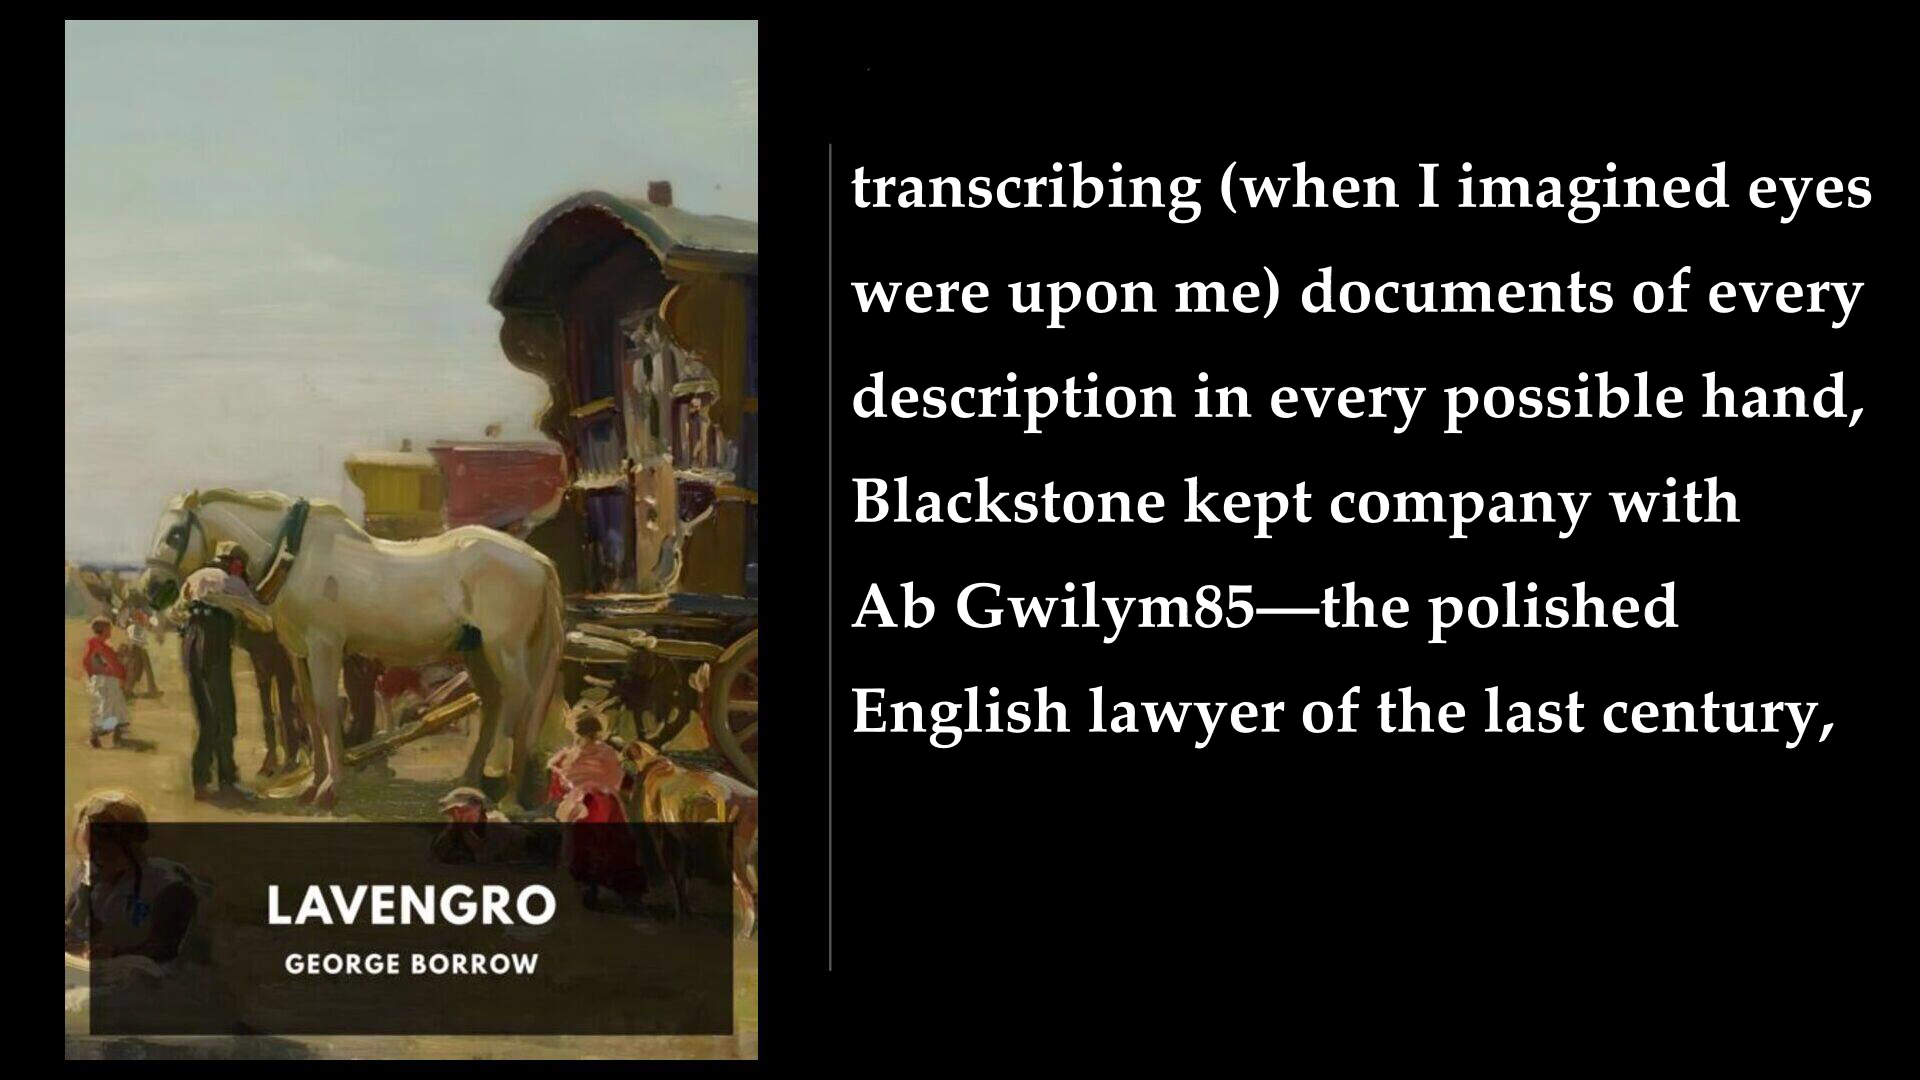 LAVENGRO
GEORGE BORROW
transcribing (when I imagined eyes
were upon me) documents of every
description in every possible hand,
Blackstone kept company with
Ab Gwilym85—the polished
English lawyer of the last century,